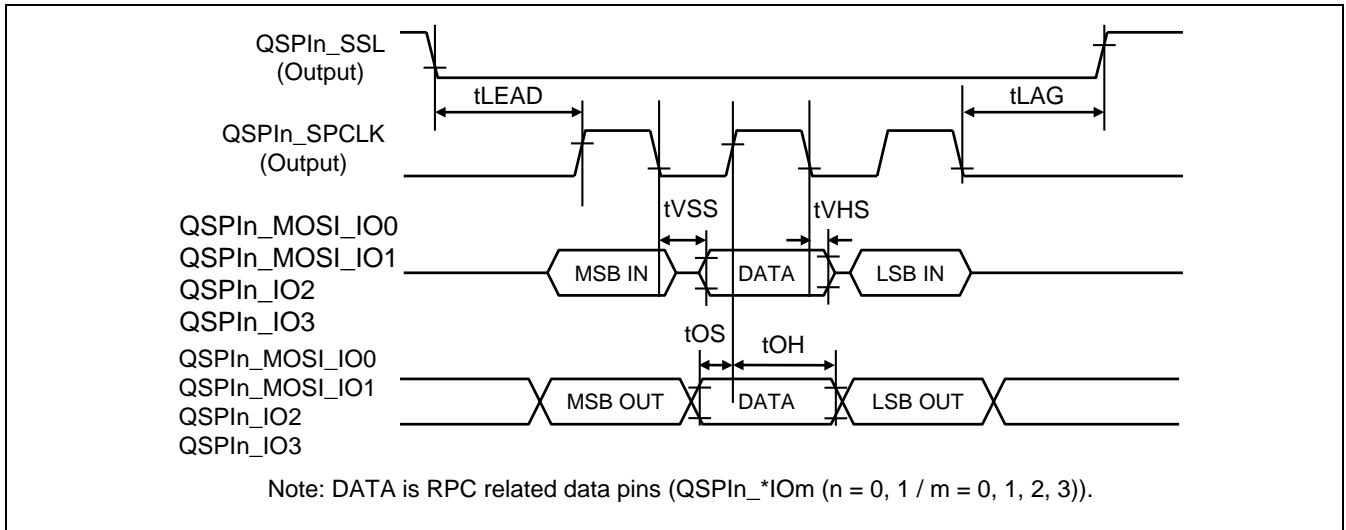 QSPIn_SSL
(Output)
tLEAD
tLAG
QSPIn_SPCLK
(Output)
tVSS
tVHS
QSPIn_MOSI_IO0
QSPIn_MOSI_IO1
QSPIn_IO2
QSPIn_IO3
MSB IN
DATA
LSB IN
tOS
tOH
QSPIn_MOSI_IO0
QSPIn_MOSI_IO1
QSPIn_IO2
QSPIn_IO3
MSB OUT
DATA
LSB OUT
Note: DATA is RPC related data pins (QSPIn_*IOm (n = 0, 1 / m = 0, 1, 2, 3)).